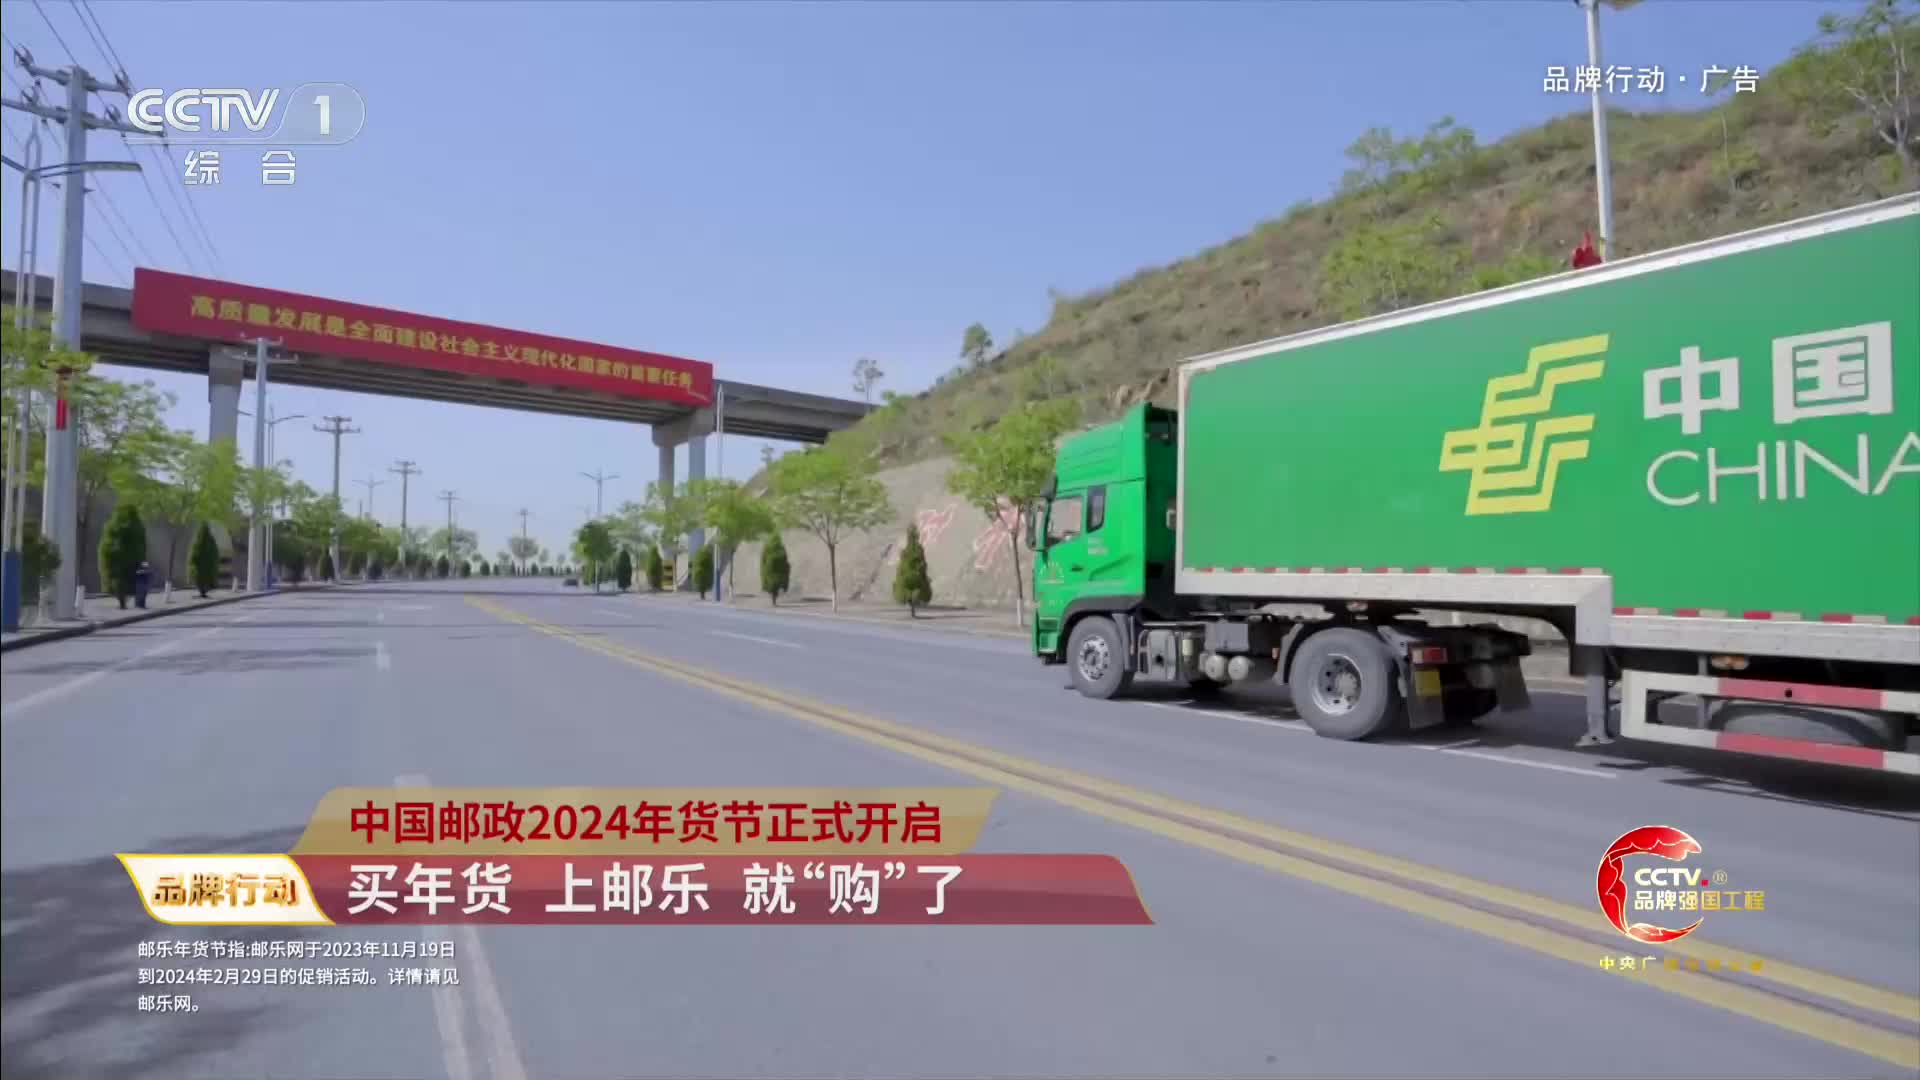 CCTV 1
综合
品牌行动·广告
高质量发展是全面建设社会主义现代化国家的首要任务
中国
CHINA
中国邮政2024年货节正式开启
品牌行动
买年货 上邮乐 就“购”了
邮乐年货节指:邮乐网于2023年11月19日
到2024年2月29日的促销活动。详情请见
邮乐网。
CCTV.®
品牌强国工程
中央广